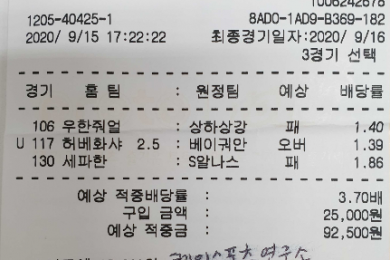 1006242678
1205-40425-1 8AD0-1AD9-B369-182
2020/ 9/15 17:22:22 최종경기일자:2020/ 9/16
3경기 선택
경기 홈 팀 : 원정팀 예상 배당률
106 우한줘얼 : 상하상강 패 1.40
U 117 허베화샤 2.5 : 베이궈안 오버 1.39
130 세파한 : S알나스 패 1.86
예상 적중배당률 : 3.70배
구입 금액 : 25,000원
예상 적중금 : 92,500원
연구소